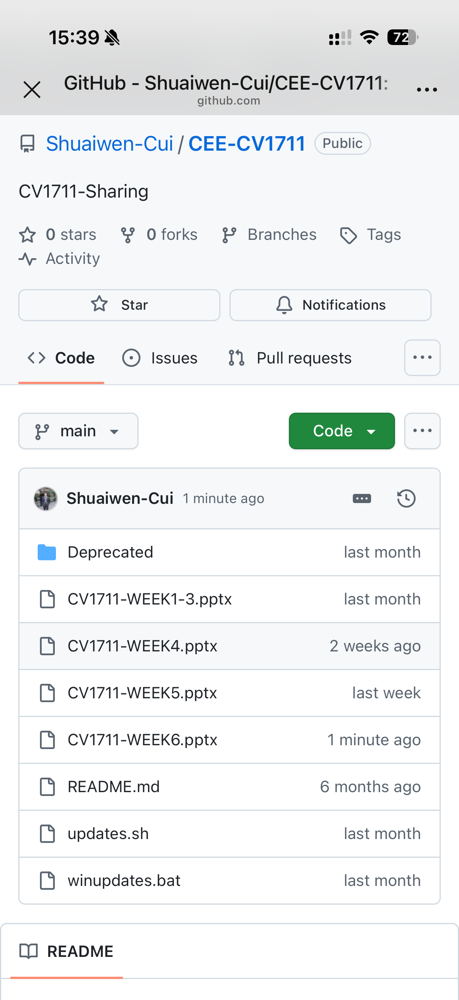 15:39
72
GitHub - Shuaiwen-Cui/CEE-CV1711:
github.com
Shuaiwen-Cui / CEE-CV1711 Public
CV1711-Sharing
0 stars 0 forks Branches Tags
Activity
Star Notifications
Code Issues Pull requests
main Code
Shuaiwen-Cui 1 minute ago
Deprecated last month
CV1711-WEEK1-3.pptx last month
CV1711-WEEK4.pptx 2 weeks ago
CV1711-WEEK5.pptx last week
CV1711-WEEK6.pptx 1 minute ago
README.md 6 months ago
updates.sh last month
winupdates.bat last month
README